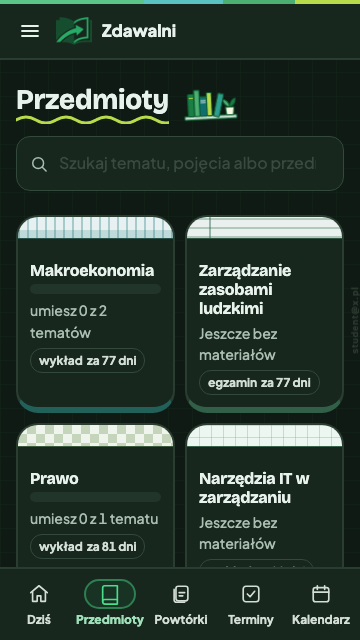 Zdawalni
Przedmioty
Szukaj tematu, pojęcia albo przed
Makroekonomia
umiesz 0 z 2
tematów
wykład za 77 dni
Zarządzanie
zasobami
ludzkimi
Jeszcze bez
materiałów
egzamin za 77 dni
student@x.pl
Prawo
umiesz 0 z 1 tematu
wykład za 81 dni
Narzędzia IT w
zarządzaniu
Jeszcze bez
materiałów
Dziś
Przedmioty
Powtórki
Terminy
Kalendarz